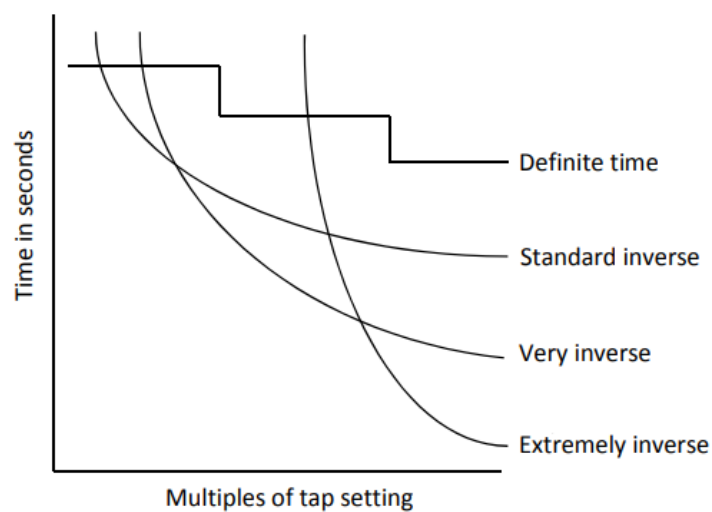 Time in seconds
Definite time
Standard inverse
Very inverse
Extremely inverse
Multiples of tap setting